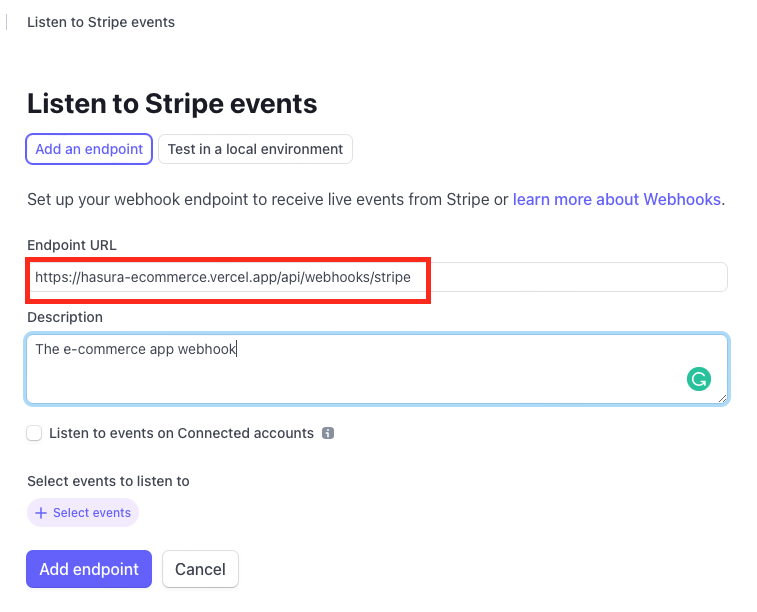 Listen to Stripe events
Listen to Stripe events
Add an endpoint Test in a local environment
Set up your webhook endpoint to receive live events from Stripe or learn more about Webhooks.
Endpoint URL
https://hasura-ecommerce.vercel.app/api/webhooks/stripe
Description
The e-commerce app webhook
Listen to events on Connected accounts
Select events to listen to
+ Select events
Add endpoint Cancel